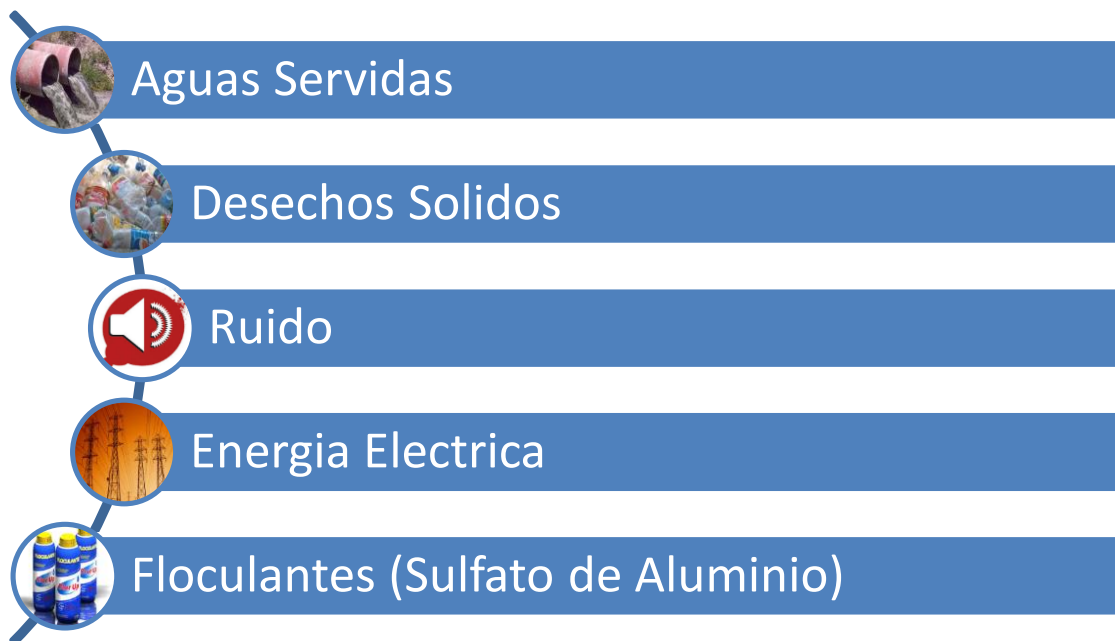 Aguas Servidas
Desechos Solidos
Ruido
Energia Electrica
Floculantes (Sulfato de Aluminio)